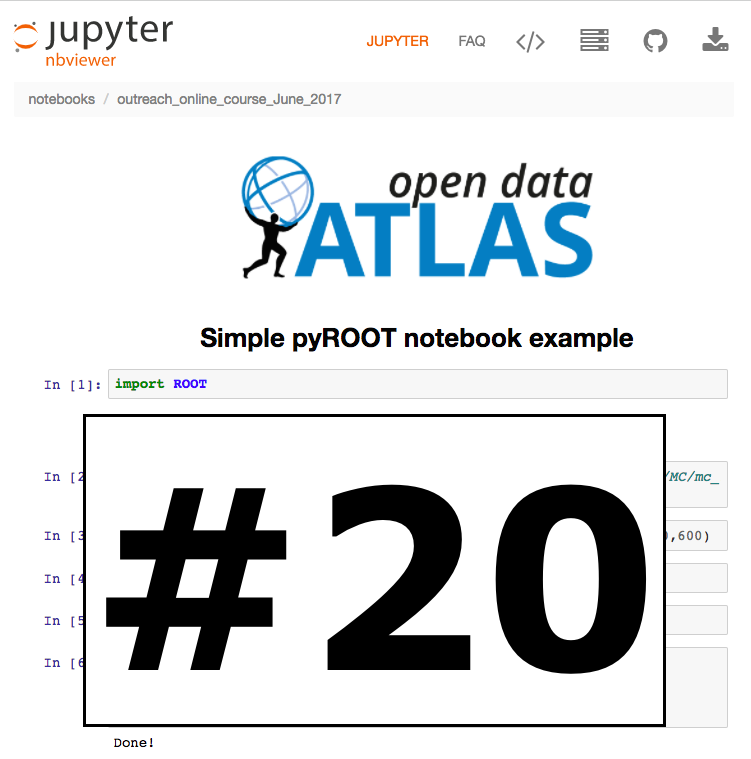 jupyter
nbviewer
JUPYTER FAQ </>
notebooks / outreach_online_course_June_2017
open data
ATLAS
Simple pyROOT notebook example
In [1]: import ROOT
In [2 /MC/mc_
In [3 ,600)
In [4
In [5
In [6
#20
Done!